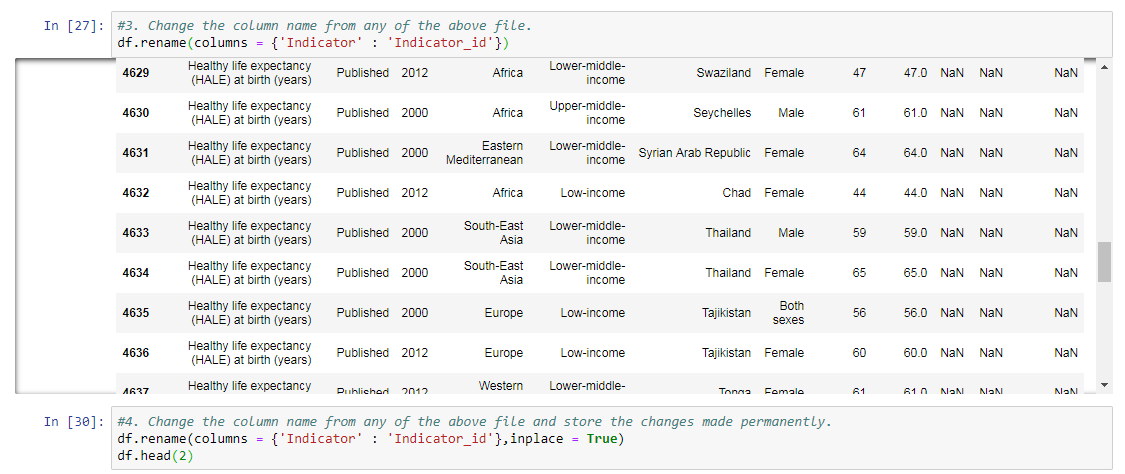 In [27]: #3. Change the column name from any of the above file.
df.rename(columns = {'Indicator' : 'Indicator_id'})
4629 Healthy life expectancy (HALE) at birth (years) Published 2012 Africa Lower-middle-income Swaziland Female 47 47.0 NaN NaN NaN
4630 Healthy life expectancy (HALE) at birth (years) Published 2000 Africa Upper-middle-income Seychelles Male 61 61.0 NaN NaN NaN
4631 Healthy life expectancy (HALE) at birth (years) Published 2000 Eastern Mediterranean Lower-middle-income Syrian Arab Republic Female 64 64.0 NaN NaN NaN
4632 Healthy life expectancy (HALE) at birth (years) Published 2012 Africa Low-income Chad Female 44 44.0 NaN NaN NaN
4633 Healthy life expectancy (HALE) at birth (years) Published 2000 South-East Asia Lower-middle-income Thailand Male 59 59.0 NaN NaN NaN
4634 Healthy life expectancy (HALE) at birth (years) Published 2000 South-East Asia Lower-middle-income Thailand Female 65 65.0 NaN NaN NaN
4635 Healthy life expectancy (HALE) at birth (years) Published 2000 Europe Low-income Tajikistan Both sexes 56 56.0 NaN NaN NaN
4636 Healthy life expectancy (HALE) at birth (years) Published 2012 Europe Low-income Tajikistan Female 60 60.0 NaN NaN NaN
4637 Healthy life expectancy Published 2012 Western Lower-middle- Tonga Female 61 61.0 NaN NaN NaN
In [30]: #4. Change the column name from any of the above file and store the changes made permanently.
df.rename(columns = {'Indicator' : 'Indicator_id'},inplace = True)
df.head(2)